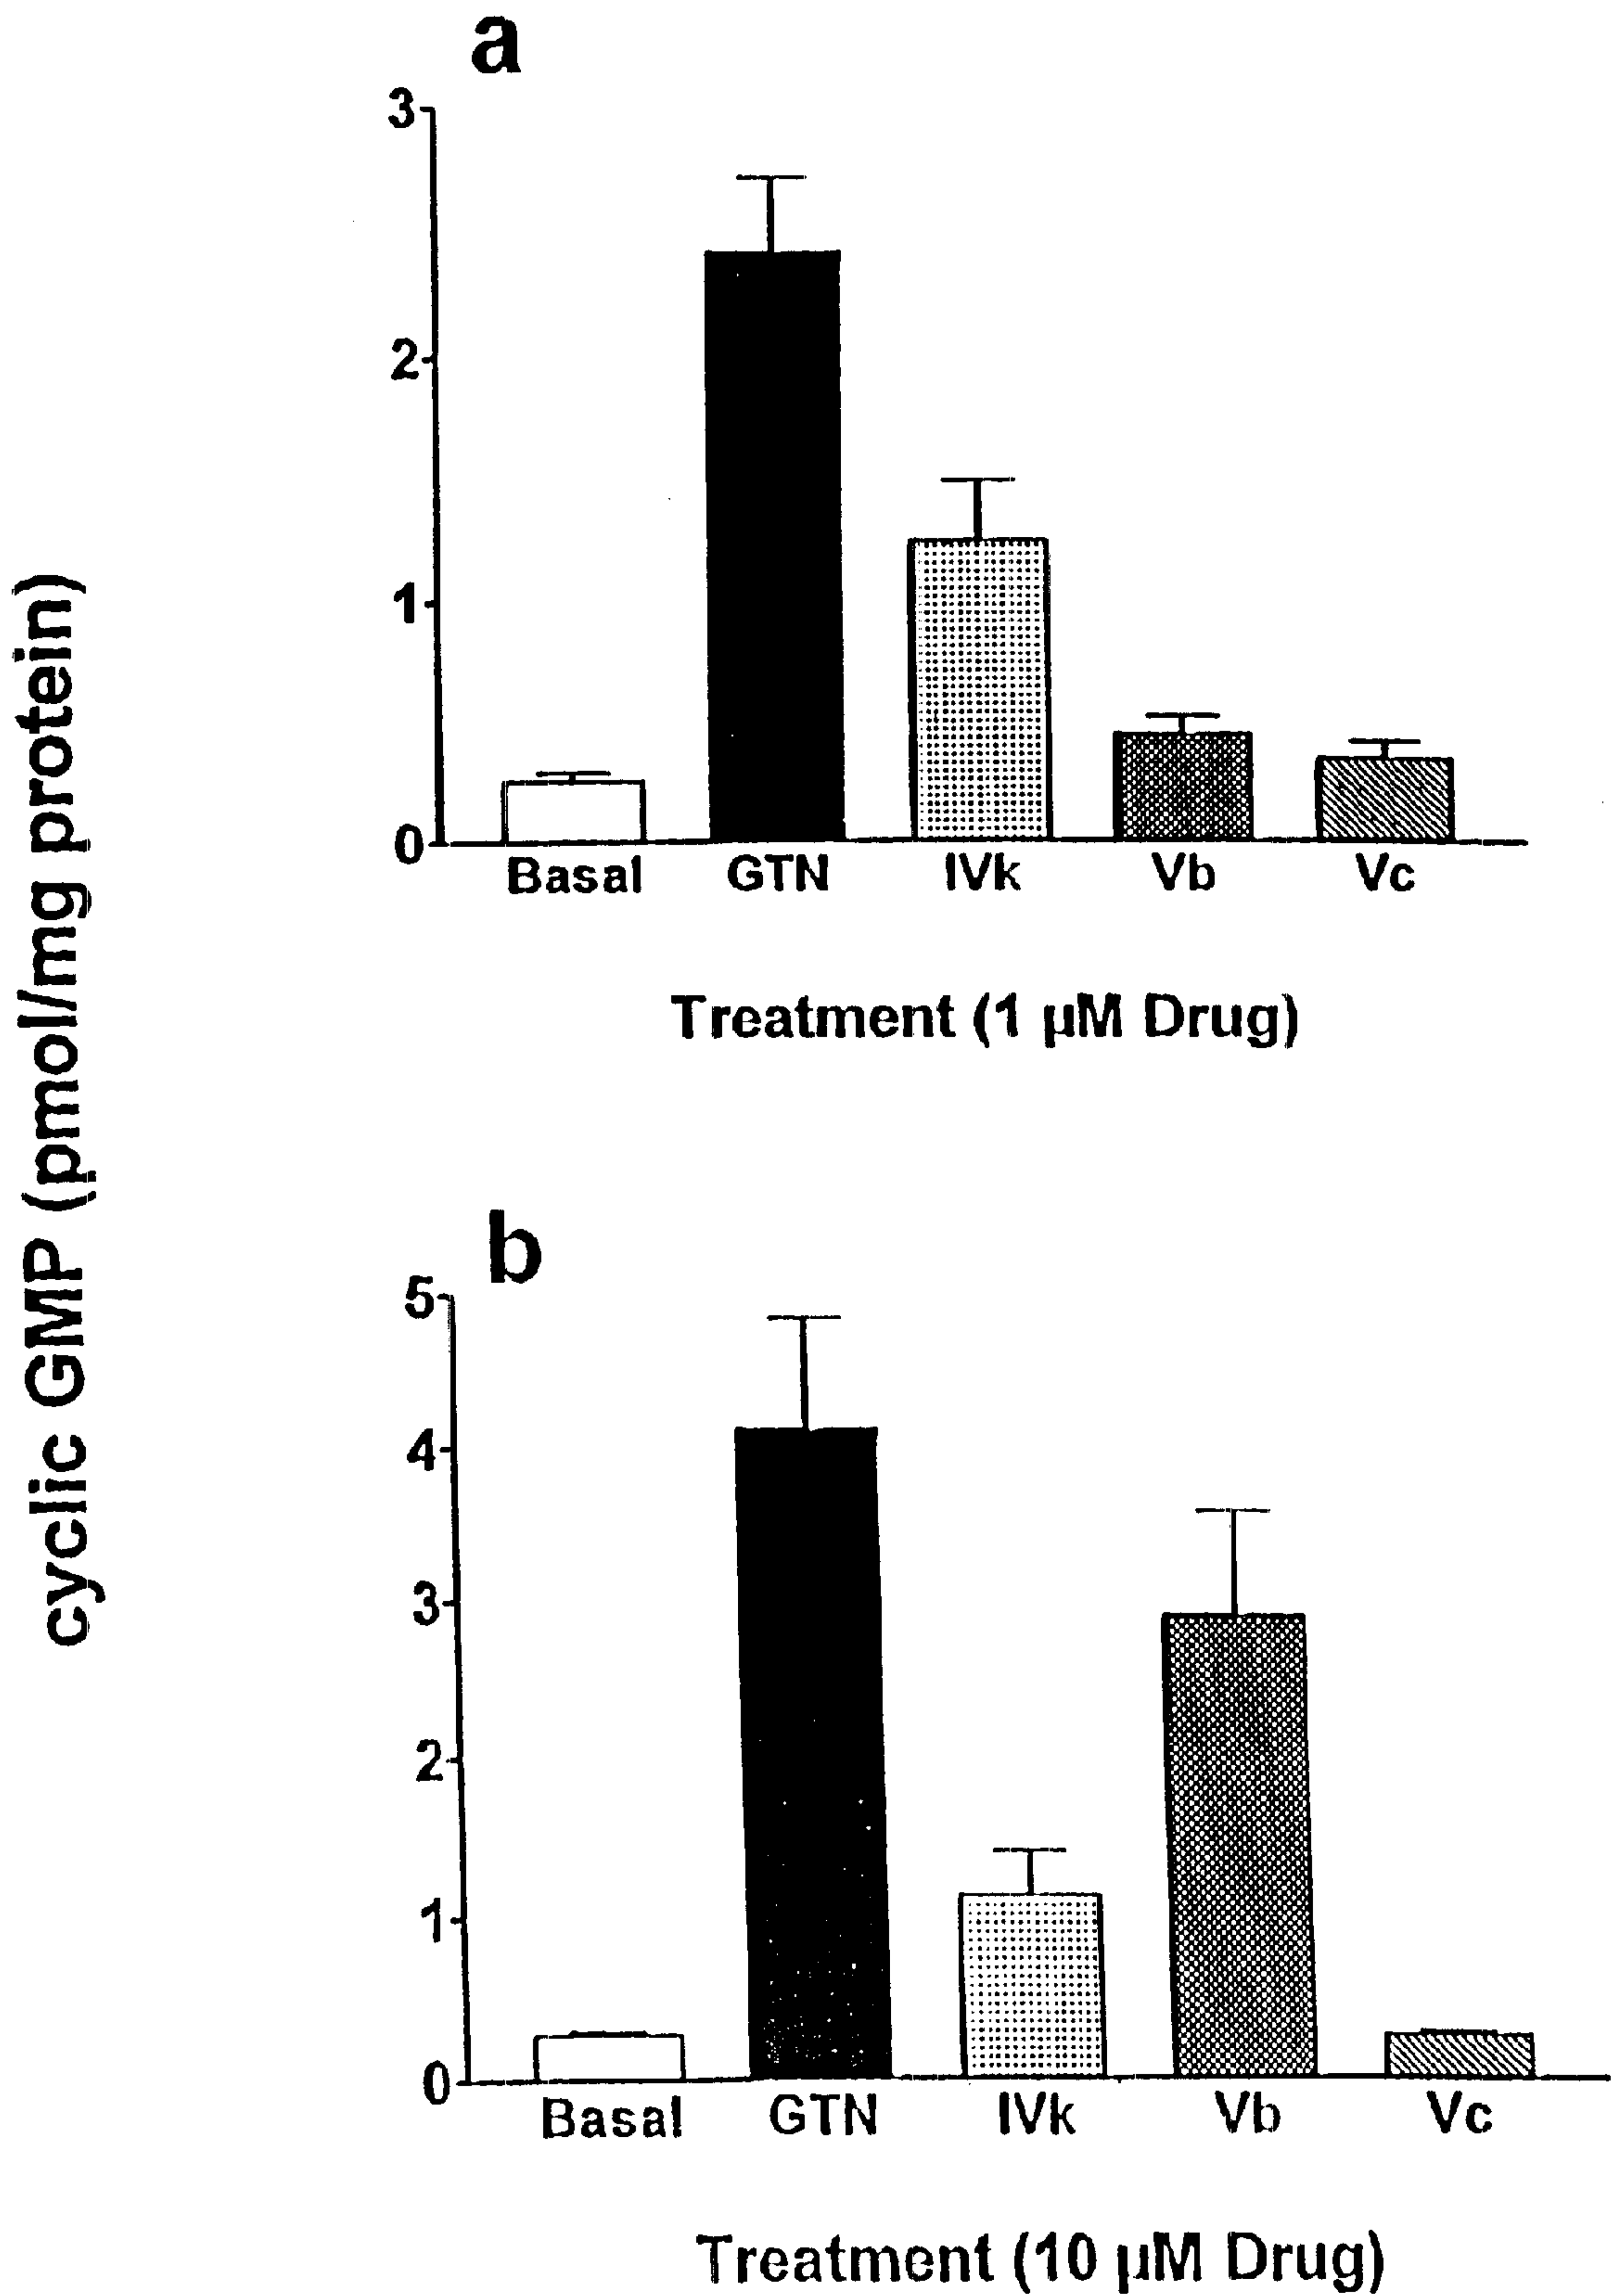 a
3
2
1
0
Basal GTN IVk Vb Vc
Treatment (1 µM Drug)
cyclic GMP (pmol/mg protein)
b
5
4
3
2
1
0
Basal GTN IVk Vb Vc
Treatment (10 µM Drug)